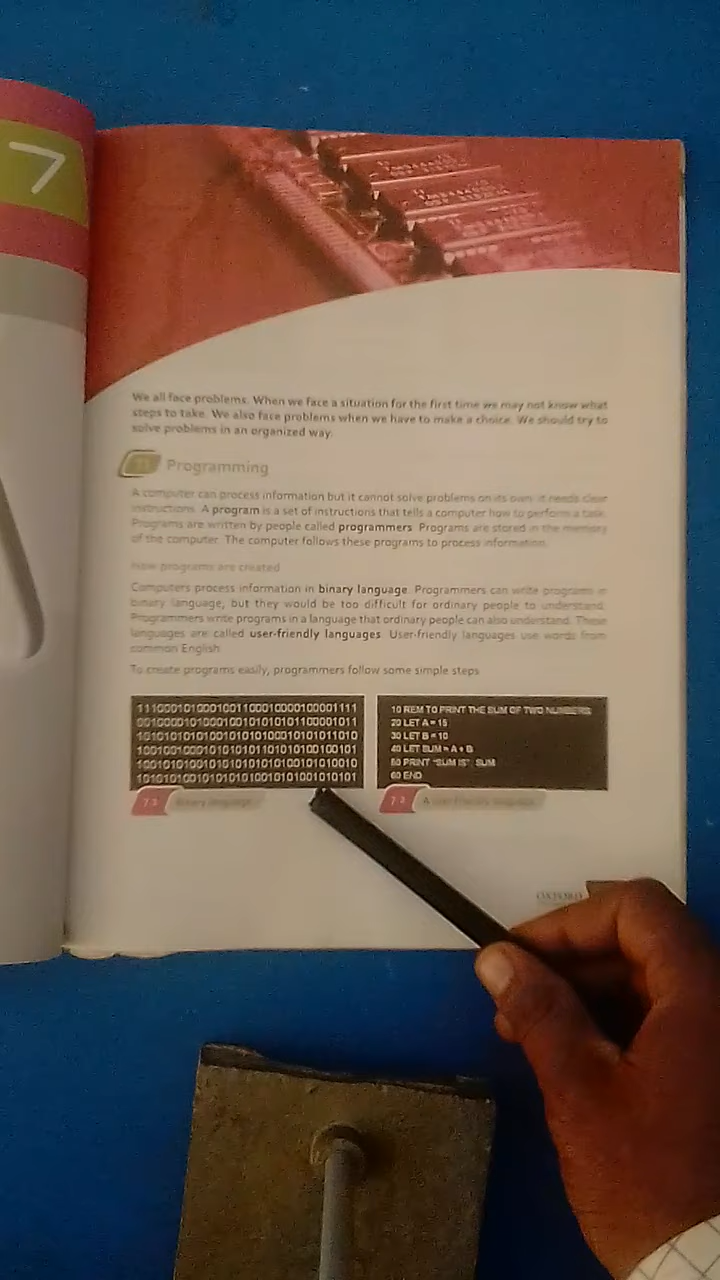 7
We all face problems. When we face a situation for the first time we may not know what
steps to take. We also face problems when we have to make a choice. We should try to
solve problems in an organized way.
Programming
A computer can process information but it cannot solve problems on its own. It needs clear
instructions. A program is a set of instructions that tells a computer how to perform a task.
Programs are written by people called programmers. Programs are stored in the memory
of the computer. The computer follows these programs to process information.
How programs are created
Computers process information in binary language. Programmers can write programs in
binary language, but they would be too difficult for ordinary people to understand.
Programmers write programs in a language that ordinary people can also understand. These
languages are called user-friendly languages. User-friendly languages use words from
common English.
To create programs easily, programmers follow some simple steps
10 REM TO PRINT THE SUM OF TWO NUMBERS
20 LET A = 15
30 LET B = 10
40 LET SUM = A + B
50 PRINT "SUM IS" SUM
60 END
Binary language
A user-friendly language
OXFORD